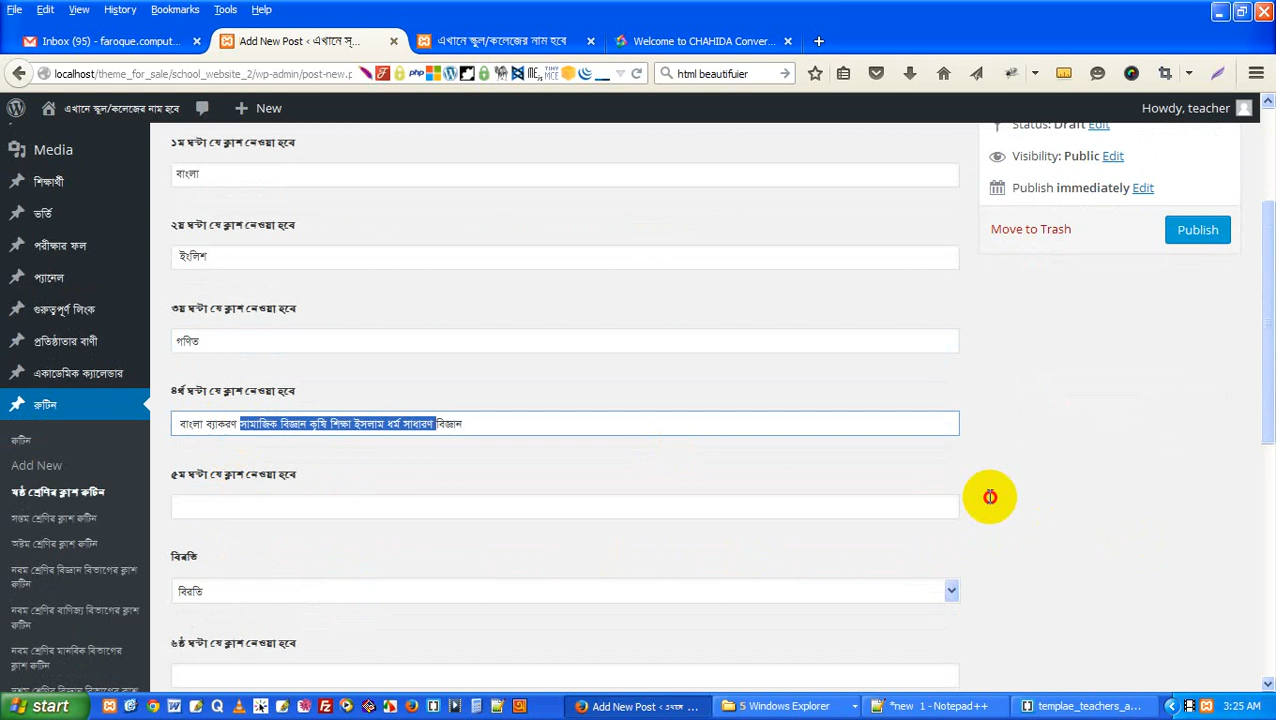 File Edit View History Bookmarks Tools Help
Inbox (95) - faroque.comput...
Add New Post ‹ এখানে স্...
এখানে স্কুল/কলেজের নাম হবে
Welcome to CHAHIDA Conver...
localhost/theme_for_sale/school_website_2/wp-admin/post-new.p
html beautifuier
এখানে স্কুল/কলেজের নাম হবে
New
Howdy, teacher
Media
শিক্ষার্থী
ভর্তি
পরীক্ষার ফল
প্যানেল
গুরুত্বপূর্ণ লিংক
প্রতিষ্ঠাতার বাণী
একাডেমিক ক্যালেন্ডার
রুটিন
রুটিন
Add New
ষষ্ঠ শ্রেণির ক্লাশ রুটিন
সপ্তম শ্রেণির ক্লাশ রুটিন
অষ্টম শ্রেণির ক্লাশ রুটিন
নবম শ্রেণির বিজ্ঞান বিভাগের ক্লাশ
রুটিন
নবম শ্রেণির বাণিজ্য বিভাগের ক্লাশ
রুটিন
নবম শ্রেণির মানবিক বিভাগের
ক্লাশ রুটিন
১ম ঘন্টা যে ক্লাশ নেওয়া হবে
বাংলা
২য় ঘন্টা যে ক্লাশ নেওয়া হবে
ইংলিশ
৩য় ঘন্টা যে ক্লাশ নেওয়া হবে
গণিত
৪র্থ ঘন্টা যে ক্লাশ নেওয়া হবে
বাংলা ব্যাকরণ সামাজিক বিজ্ঞান কৃষি শিক্ষা ইসলাম ধর্ম সাধারণ বিজ্ঞান
৫ম ঘন্টা যে ক্লাশ নেওয়া হবে
বিরতি
বিরতি
৬ষ্ঠ ঘন্টা যে ক্লাশ নেওয়া হবে
Status: Draft Edit
Visibility: Public Edit
Publish immediately Edit
Move to Trash
Publish
start
Add New Post ‹ এখানে ...
5 Windows Explorer
*new 1 - Notepad++
templae_teachers_a...
3:25 AM